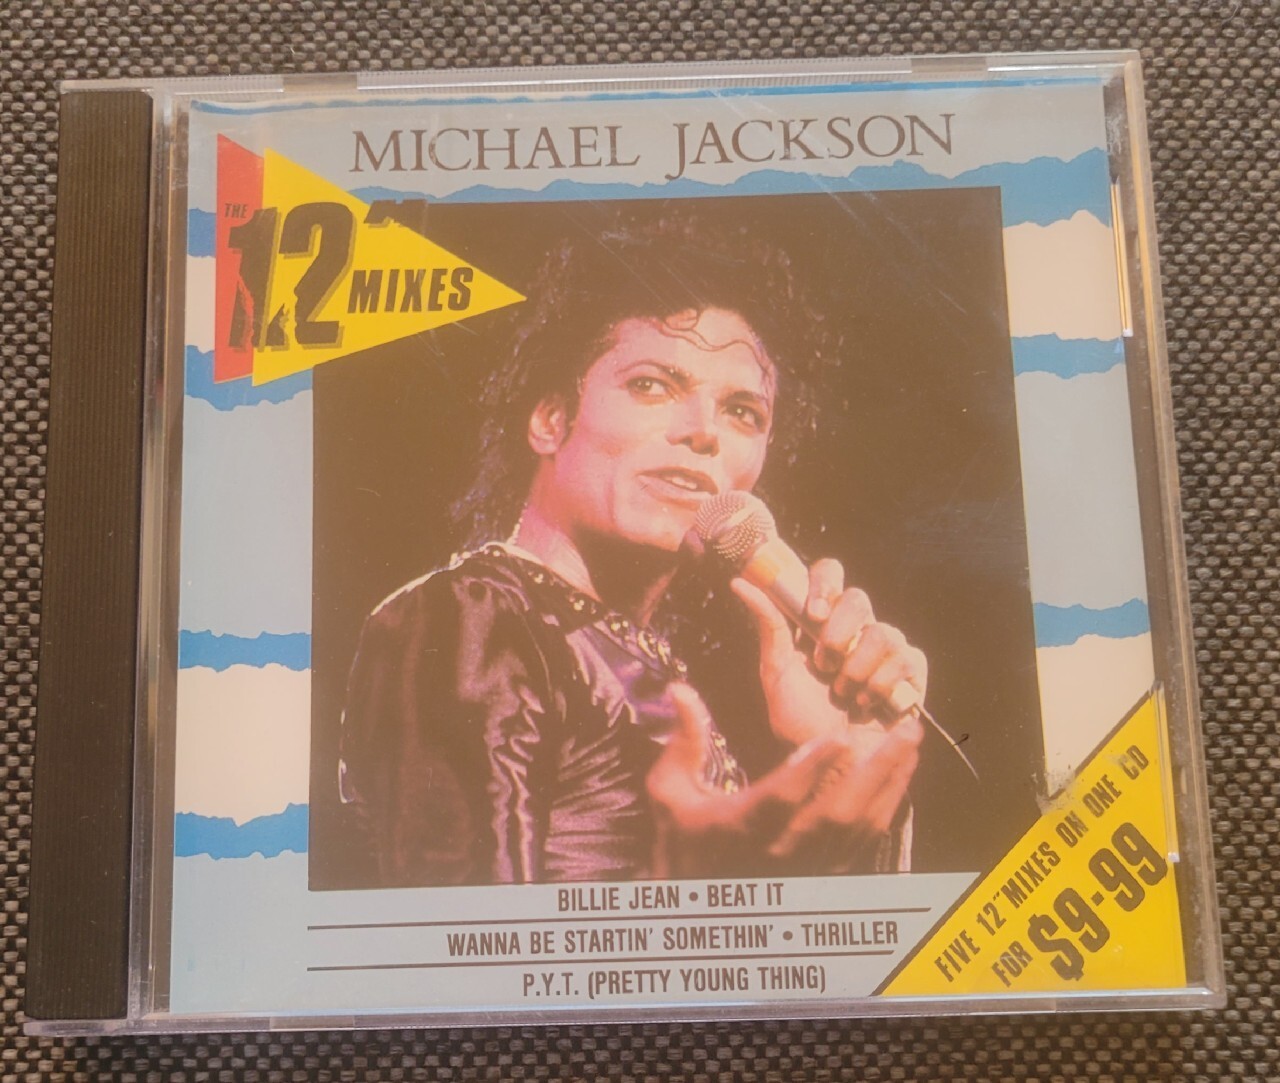 MICHAEL JACKSON
THE
12"
MIXES
BILLIE JEAN • BEAT IT
WANNA BE STARTIN' SOMETHIN' • THRILLER
P.Y.T. (PRETTY YOUNG THING)
FIVE 12" MIXES ON ONE CD
FOR $9·99